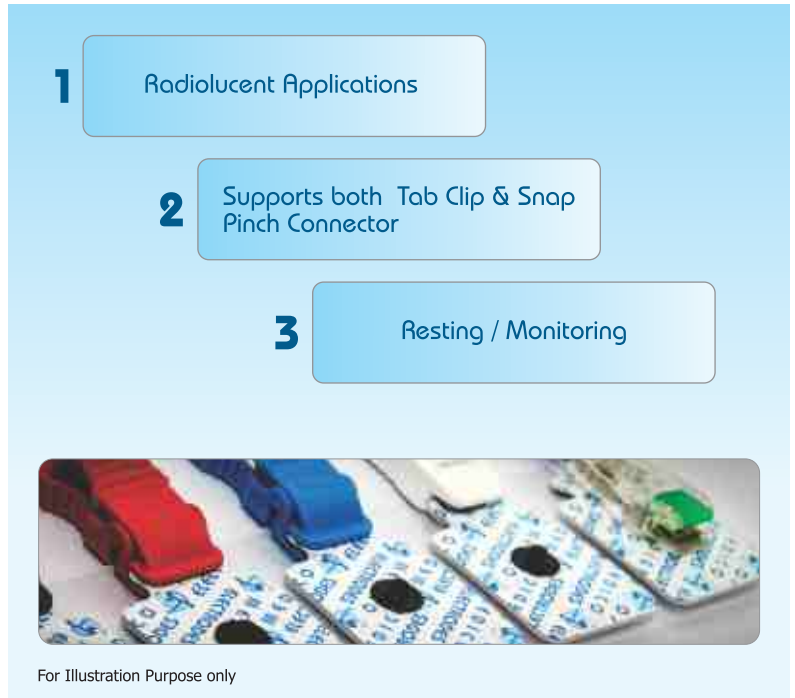 1
Radiolucent Applications
2
Supports both Tab Clip & Snap
Pinch Connector
3
Resting / Monitoring
For Illustration Purpose only